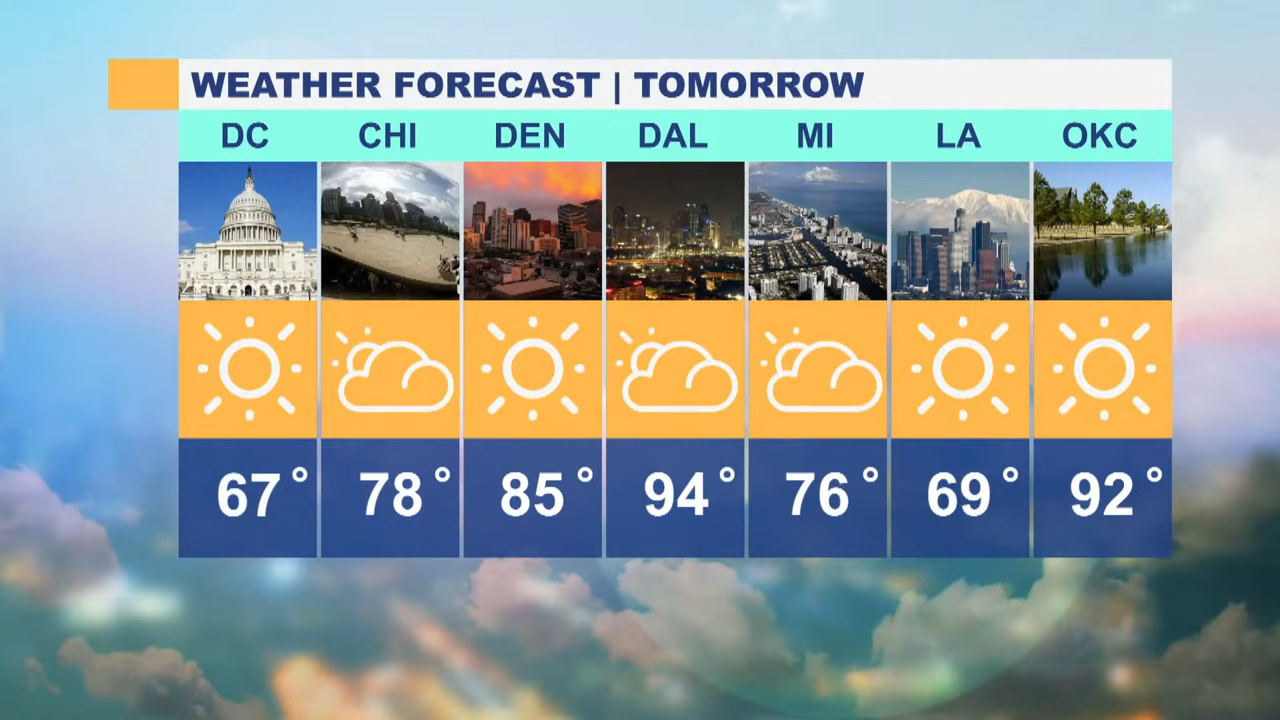 WEATHER FORECAST | TOMORROW
DC CHI DEN DAL MI LA OKC
67° 78° 85° 94° 76° 69° 92°